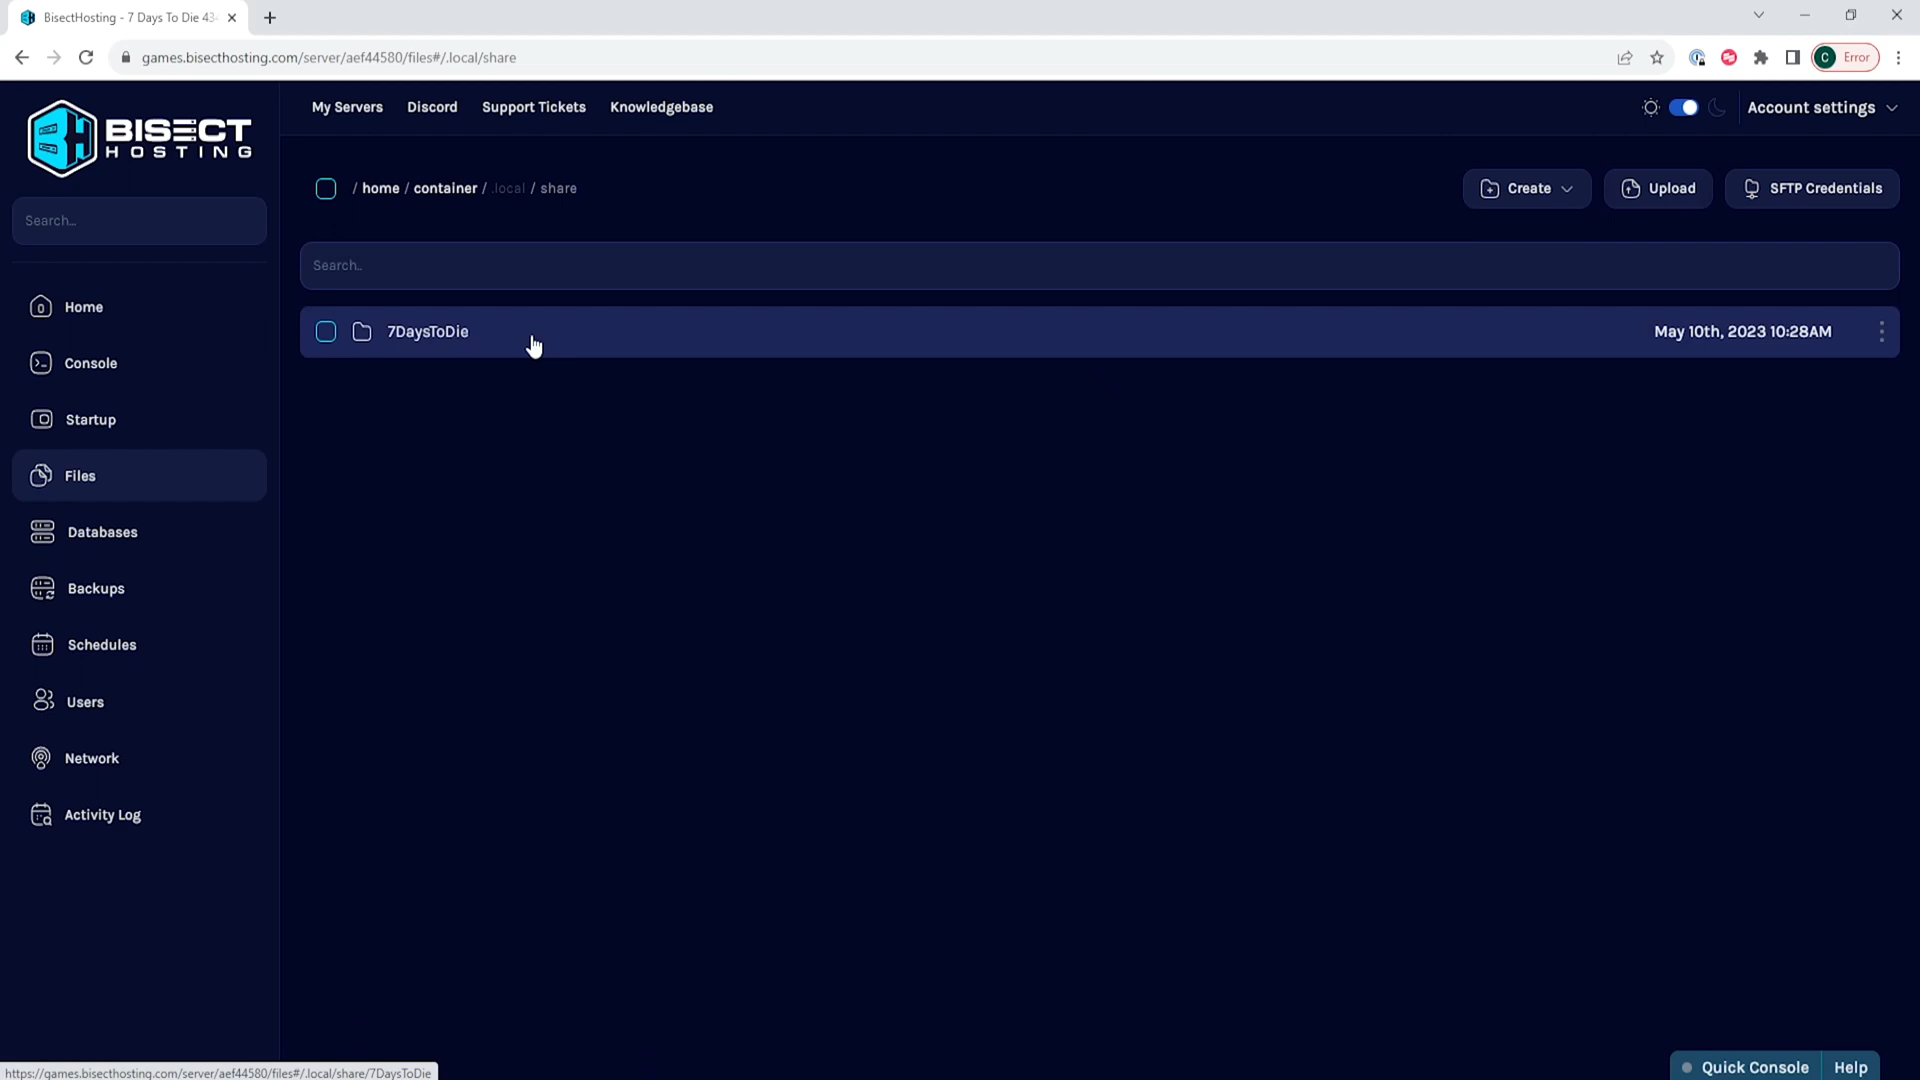 BisectHosting - 7 Days To Die 43
games.bisecthosting.com/server/aef44580/files#/.local/share
C Error
BISECT
HOSTING
My Servers Discord Support Tickets Knowledgebase
Account settings
/ home / container / .local / share
Create
Upload
SFTP Credentials
Search...
Search..
7DaysToDie
May 10th, 2023 10:28AM
Home
Console
Startup
Files
Databases
Backups
Schedules
Users
Network
Activity Log
https://games.bisecthosting.com/server/aef44580/files#/.local/share/7DaysToDie
Quick Console
Help